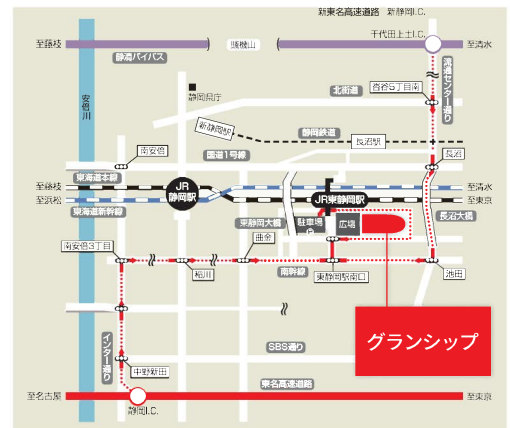 新東名高速道路 新静岡I.C.
千代田上土I.C.
至藤枝
賤機山
至清水
静清バイパス
流通センター通り
北街道
沓谷5丁目南
静岡県庁
安倍川
新静岡駅
静岡鉄道
長沼駅
南安倍
国道1号線
長沼
東海道本線
至藤枝
JR
静岡駅
JR東静岡駅
至清水
至浜松
至東京
東海道新幹線
東静岡大橋
駐車場
P
広場
長沼大橋
南安倍3丁目
曲金
稲川
南幹線
東静岡駅南口
池田
グランシップ
SBS通り
インター通り
中野新田
東名高速道路
至名古屋
至東京
静岡I.C.